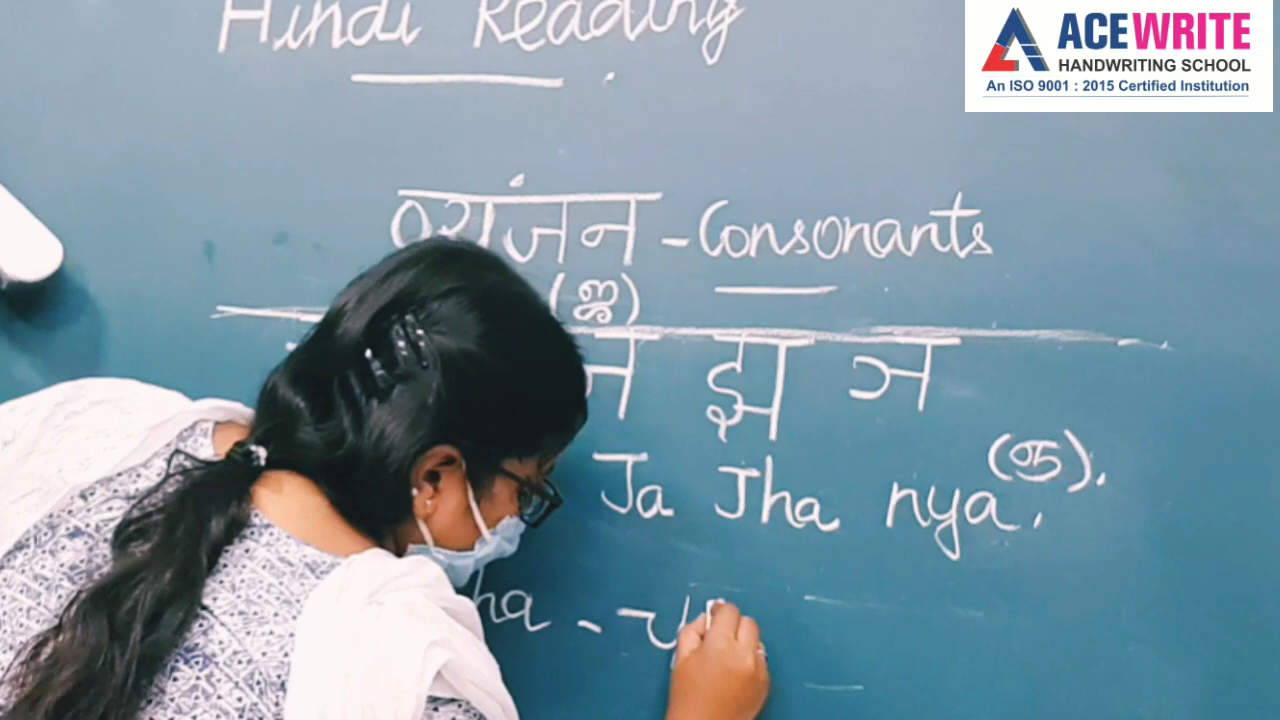 Hindi Reading
ACEWRITE
HANDWRITING SCHOOL
An ISO 9001 : 2015 Certified Institution
व्यंजन - Consonants
(ஜ)
झ ञ
Ja Jha nya (ஞ).